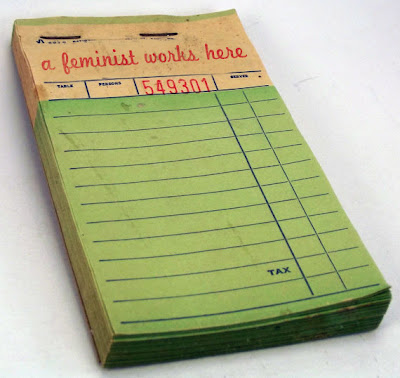 a feminist works here
TABLE PERSONS 549301 SERVER
TAX